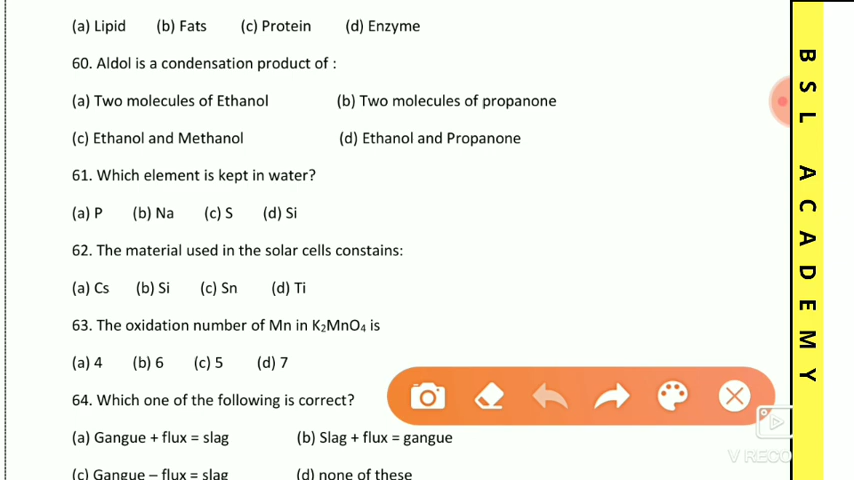 (a) Lipid (b) Fats (c) Protein (d) Enzyme
60. Aldol is a condensation product of :
(a) Two molecules of Ethanol (b) Two molecules of propanone
(c) Ethanol and Methanol (d) Ethanol and Propanone
61. Which element is kept in water?
(a) P (b) Na (c) S (d) Si
62. The material used in the solar cells constains:
(a) Cs (b) Si (c) Sn (d) Ti
63. The oxidation number of Mn in K₂MnO₄ is
(a) 4 (b) 6 (c) 5 (d) 7
64. Which one of the following is correct?
(a) Gangue + flux = slag (b) Slag + flux = gangue
(c) Gangue – flux = slag (d) none of these
BSL ACADEMY
V RECO